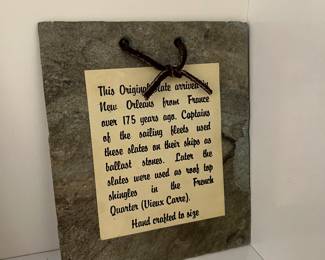 This Original slate arrived in
New Orleans from France
over 175 years ago. Captains
of the sailing fleets used
these slates on their ships as
ballast stones. Later the
slates were used as roof top
shingles in the French
Quarter (Vieux Carre).
Hand crafted to size